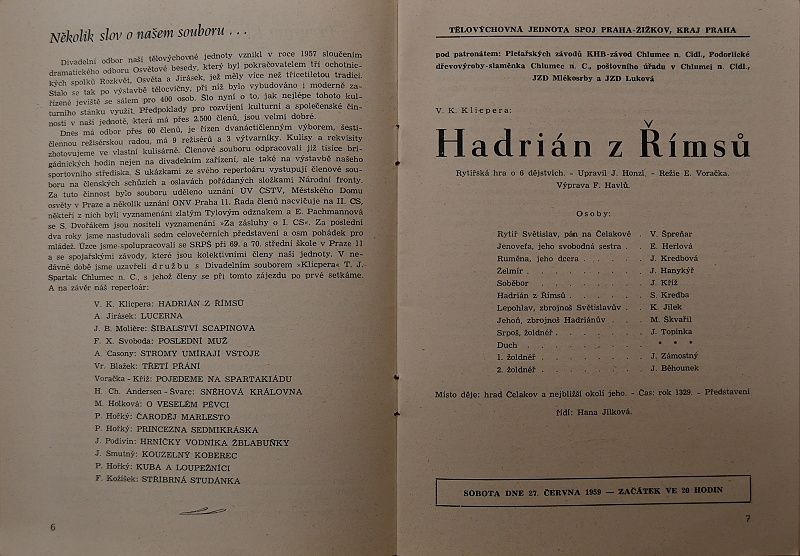 Několik slov o našem souboru . . .
Divadelní odbor naší tělovýchovné jednoty vznikl v roce 1957 sloučením
dramatického odboru Osvětové besedy, který byl pokračovatelem tří ochotnic-
kých spolků Rozkvět, Osvěta a Jirásek, jež měly více než třicetiletou tradici.
Stalo se tak po výstavbě tělocvičny, při níž bylo vybudováno i moderně za-
řízené jeviště se sálem pro 400 osob. Šlo nyní o to, jak nejlépe tohoto kul-
turního stánku využít. Předpoklady pro rozvíjení kulturní a společenské čin-
nosti v naší jednotě, která má přes 2.500 členů, jsou velmi dobré.
Dnes má odbor přes 60 členů, je řízen dvanáctičlenným výborem, šesti-
člennou režisérskou radou, má 9 režisérů a 3 výtvarníky. Kulisy a rekvisity
zhotovujeme ve vlastní kulisárně. Členové souboru odpracovali již tisíce bri-
gádnických hodin nejen na divadelním zařízení, ale také na výstavbě našeho
sportovního střediska. S ukázkami ze svého repertoáru vystupují členové sou-
boru na členských schůzích a oslavách pořádaných složkami Národní fronty.
Za tuto činnost bylo souboru uděleno uznání ÚV ČSTV, Městského Domu
osvěty v Praze a několik uznání ONV Praha 11. Řada členů nacvičuje na II. CS,
někteří z nich byli vyznamenáni zlatým Tylovým odznakem a E. Pachmannová
se S. Dvořákem jsou nositeli vyznamenání »Za zásluhy o I. CS«. Za poslední
dva roky jsme nastudovali sedm celovečerních představení a osm pohádek pro
mládež. Úzce jsme spolupracovali se SRPŠ při 69. a 70. střední škole v Praze 11
a se spojařskými závody, které jsou kolektivními členy naší jednoty. V ne-
dávné době jsme uzavřeli družbu s Divadelním souborem »Klicpera« T. J.
Spartak Chlumec n. C., s jehož členy se při tomto zájezdu po prvé setkáme.
A na závěr náš repertoár:
V. K. Klicpera: HADRIÁN Z ŘÍMSŮ
A. Jirásek: LUCERNA
J. B. Molière: ŠIBALSTVÍ SCAPINOVA
F. X. Svoboda: POSLEDNÍ MUŽ
A. Casony: STROMY UMÍRAJÍ VSTOJE
Vr. Blažek: TŘETÍ PŘÁNÍ
Voračka - Kříž: POJEDEME NA SPARTAKIÁDU
H. Ch. Andersen - Švarc: SNĚHOVÁ KRÁLOVNA
M. Holková: O VESELÉM PĚVCI
P. Hořký: ČARODĚJ MARLESTO
P. Hořký: PRINCEZNA SEDMIKRÁSKA
J. Podivín: HRNÍČKY VODNÍKA ŽBLABUŇKY
J. Smutný: KOUZELNÝ KOBEREC
P. Hořký: KUBA A LOUPEŽNÍCI
F. Kožíšek: STŘÍBRNÁ STUDÁNKA
6
TĚLOVÝCHOVNÁ JEDNOTA SPOJ PRAHA-ŽIŽKOV, KRAJ PRAHA
pod patronátem: Pletařských závodů KHB-závod Chlumec n. Cidl., Podorlické
dřevovýroby-slaměnka Chlumec n. C., poštovního úřadu v Chlumci n. Cidl.,
JZD Mlékosrby a JZD Luková
V. K. Klicpera:
Hadrián z Římsů
Rytířská hra o 6 dějstvích. - Upravil J. Honzl. - Režie E. Voračka.
Výprava F. Havlů.
Osoby:
Rytíř Světislav, pán na Čelakově . V. Špreňar
Jenovefa, jeho svobodná sestra . E. Herlová
Ruměna, jeho dcera . . . . . J. Kredbová
Želmír . . . . . . . . J. Hanykýř
Soběbor . . . . . . . . J. Kříž
Hadrián z Římsů . . . . . . S. Kredba
Lepohlav, zbrojnoš Světislavův . K. Jílek
Jehoň, zbrojnoš Hadriánův . . . M. Škvařil
Srpoš, žoldnéř . . . . . . . J. Topinka
Duch . . . . . . . . * * *
1. žoldnéř . . . . . . . J. Zámostný
2. žoldnéř . . . . . . . J. Běhounek
Místo děje: hrad Čelakov a nejbližší okolí jeho. - Čas: rok 1329. - Představení
řídí: Hana Jílková.
SOBOTA DNE 27. ČERVNA 1959 — ZAČÁTEK VE 20 HODIN
7